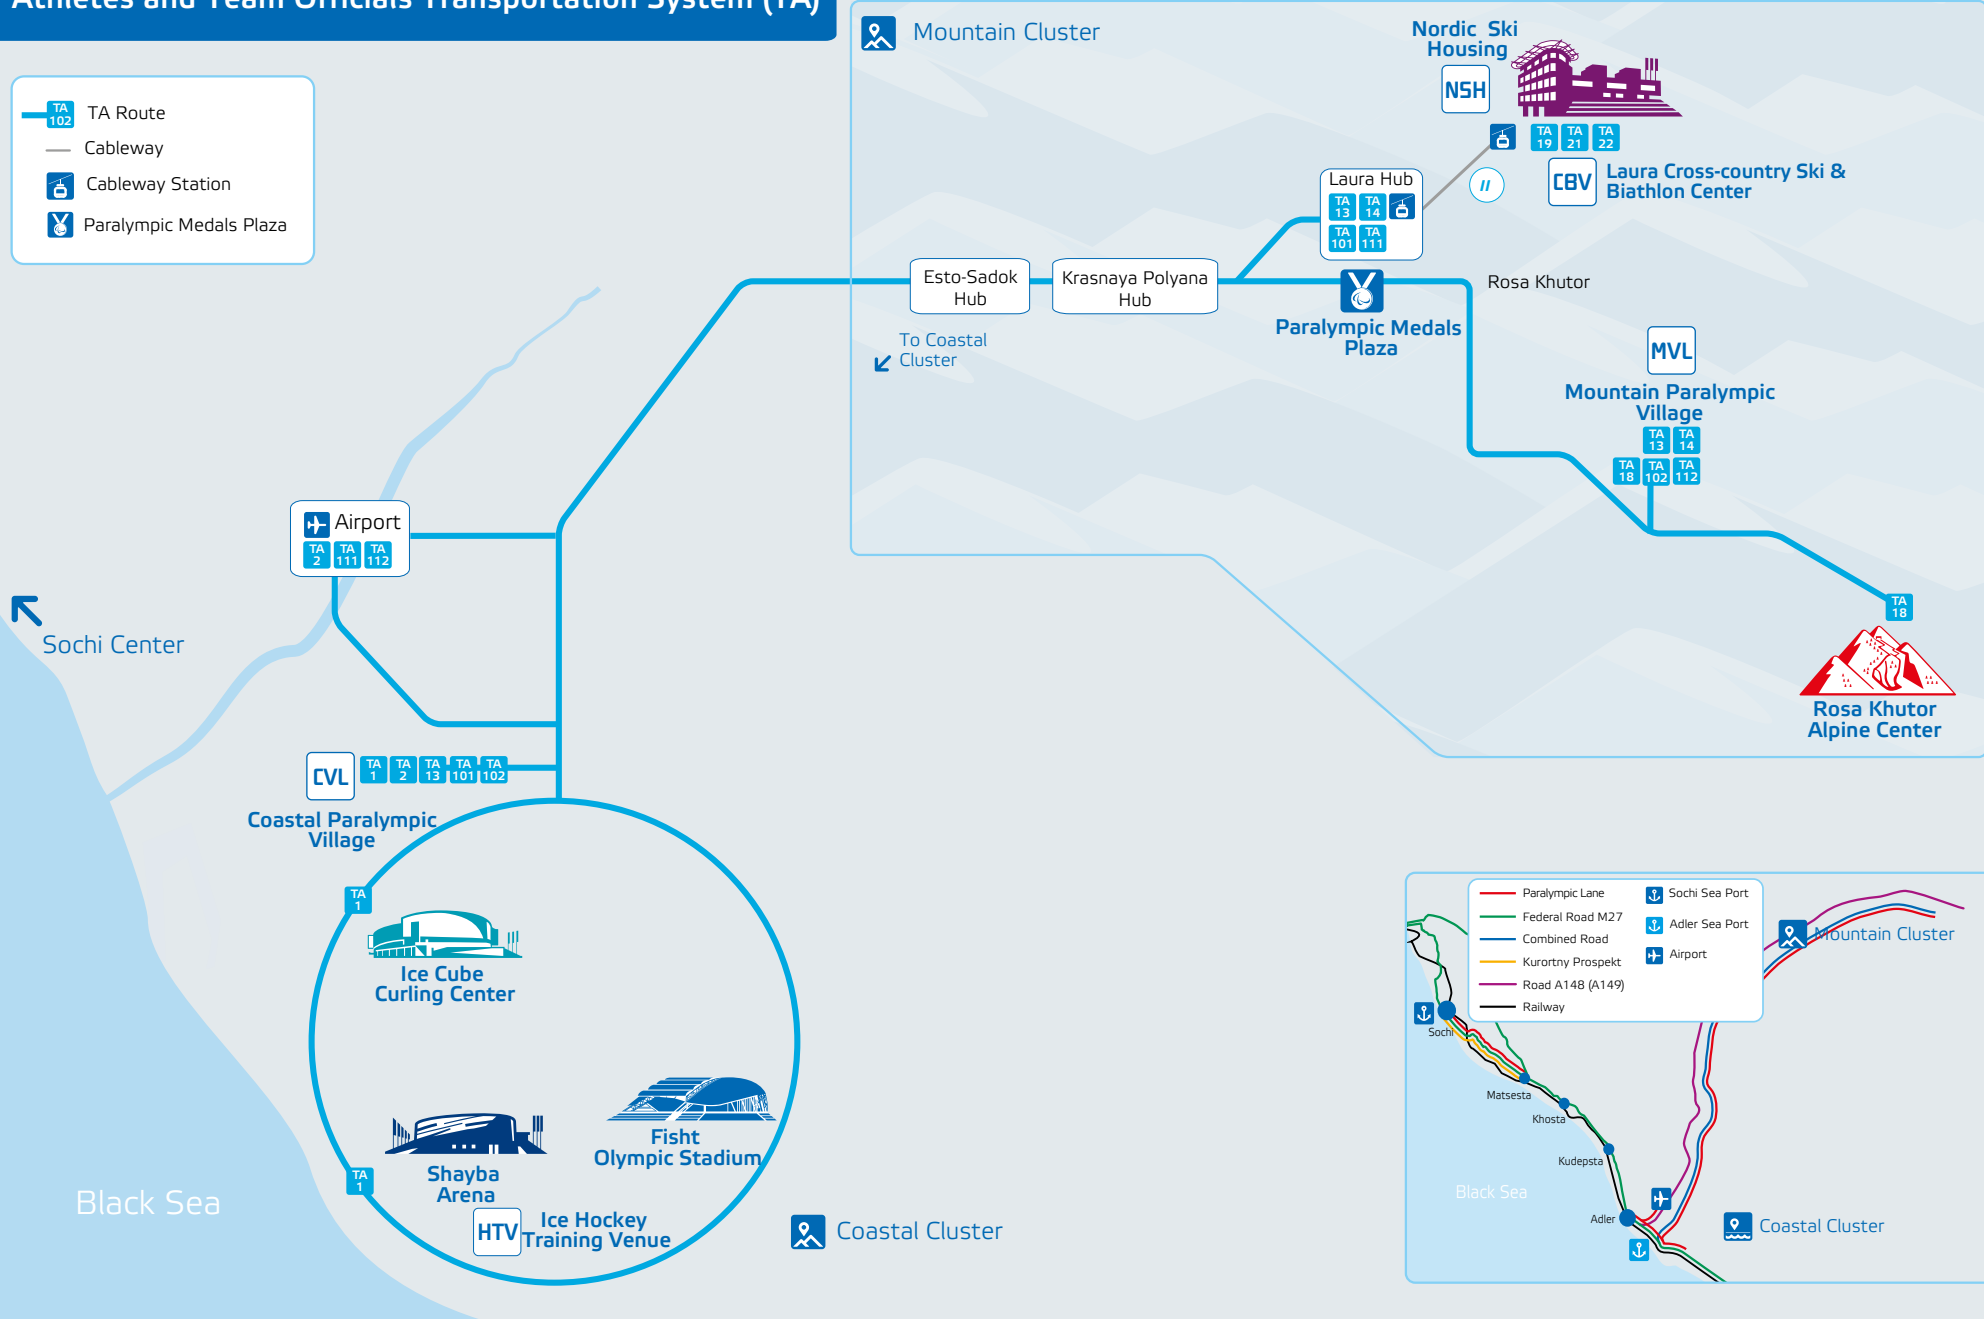 Athletes and Team Officials Transportation System (TA)
TA
102
TA Route
Cableway
Cableway Station
Paralympic Medals Plaza
Mountain Cluster
Nordic Ski
Housing
NSH
TA
19
TA
21
TA
22
CBV
Laura Cross-country Ski &
Biathlon Center
II
Laura Hub
TA
13
TA
14
TA
101
TA
111
Esto-Sadok
Hub
Krasnaya Polyana
Hub
Rosa Khutor
Paralympic Medals
Plaza
To Coastal
Cluster
MVL
Mountain Paralympic
Village
TA
13
TA
14
TA
18
TA
102
TA
112
TA
18
Rosa Khutor
Alpine Center
Airport
TA
2
TA
111
TA
112
Sochi Center
CVL
TA
1
TA
2
TA
13
TA
101
TA
102
Coastal Paralympic
Village
TA
1
Ice Cube
Curling Center
Fisht
Olympic Stadium
Shayba
Arena
TA
1
HTV
Ice Hockey
Training Venue
Black Sea
Coastal Cluster
Paralympic Lane
Federal Road M27
Combined Road
Kurortny Prospekt
Road A148 (A149)
Railway
Sochi Sea Port
Adler Sea Port
Airport
Mountain Cluster
Sochi
Matsesta
Khosta
Kudepsta
Black Sea
Adler
Coastal Cluster